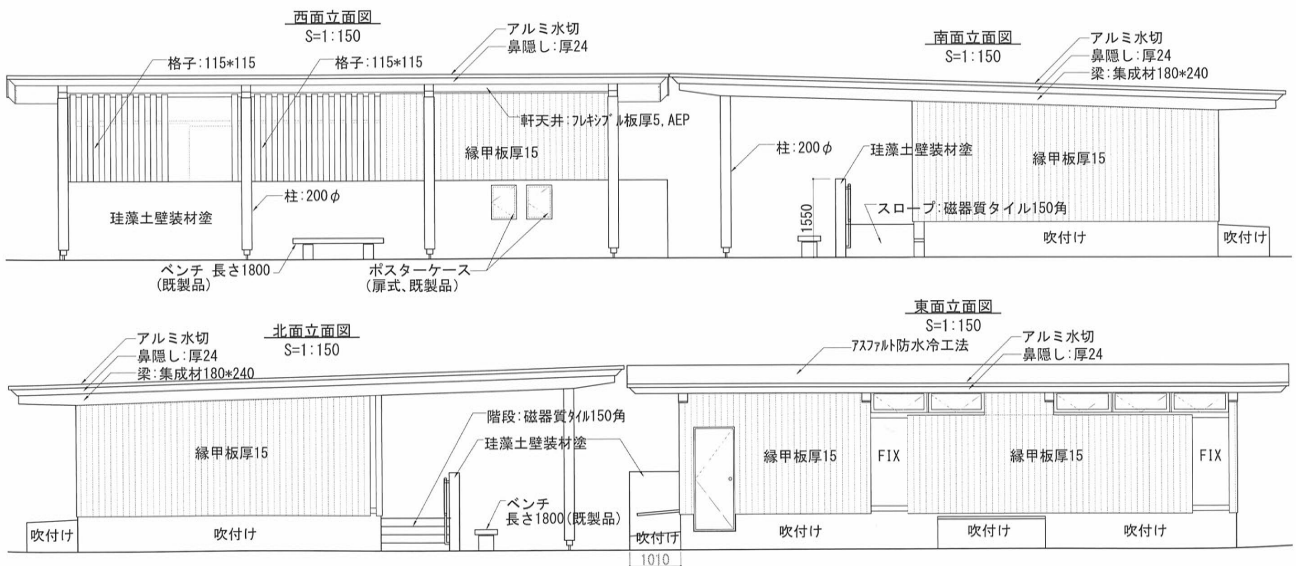 西面立面図
S=1:150
アルミ水切
鼻隠し:厚24
格子:115*115
格子:115*115
軒天井:フレキシブル板厚5,AEP
縁甲板厚15
柱:200φ
珪藻土壁装材塗
ベンチ 長さ1800
(既製品)
ポスターケース
(扉式、既製品)
南面立面図
S=1:150
アルミ水切
鼻隠し:厚24
梁:集成材180*240
柱:200φ
珪藻土壁装材塗
縁甲板厚15
1550
スロープ:磁器質タイル150角
吹付け
吹付け
北面立面図
S=1:150
アルミ水切
鼻隠し:厚24
梁:集成材180*240
階段:磁器質タイル150角
珪藻土壁装材塗
縁甲板厚15
ベンチ
長さ1800(既製品)
吹付け
吹付け
東面立面図
S=1:150
アスファルト防水冷工法
アルミ水切
鼻隠し:厚24
縁甲板厚15
FIX
縁甲板厚15
FIX
吹付け
吹付け
吹付け
吹付け
1010